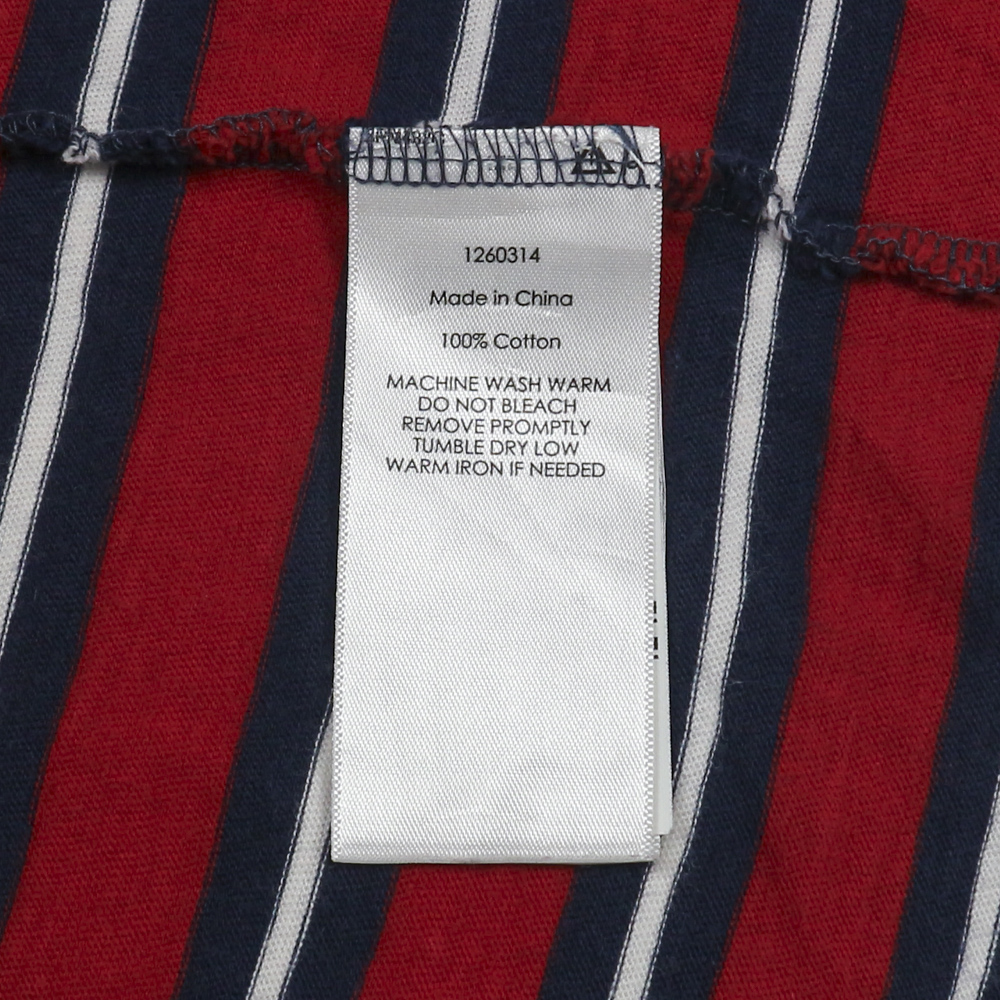 1260314
Made in China
100% Cotton
MACHINE WASH WARM
DO NOT BLEACH
REMOVE PROMPTLY
TUMBLE DRY LOW
WARM IRON IF NEEDED